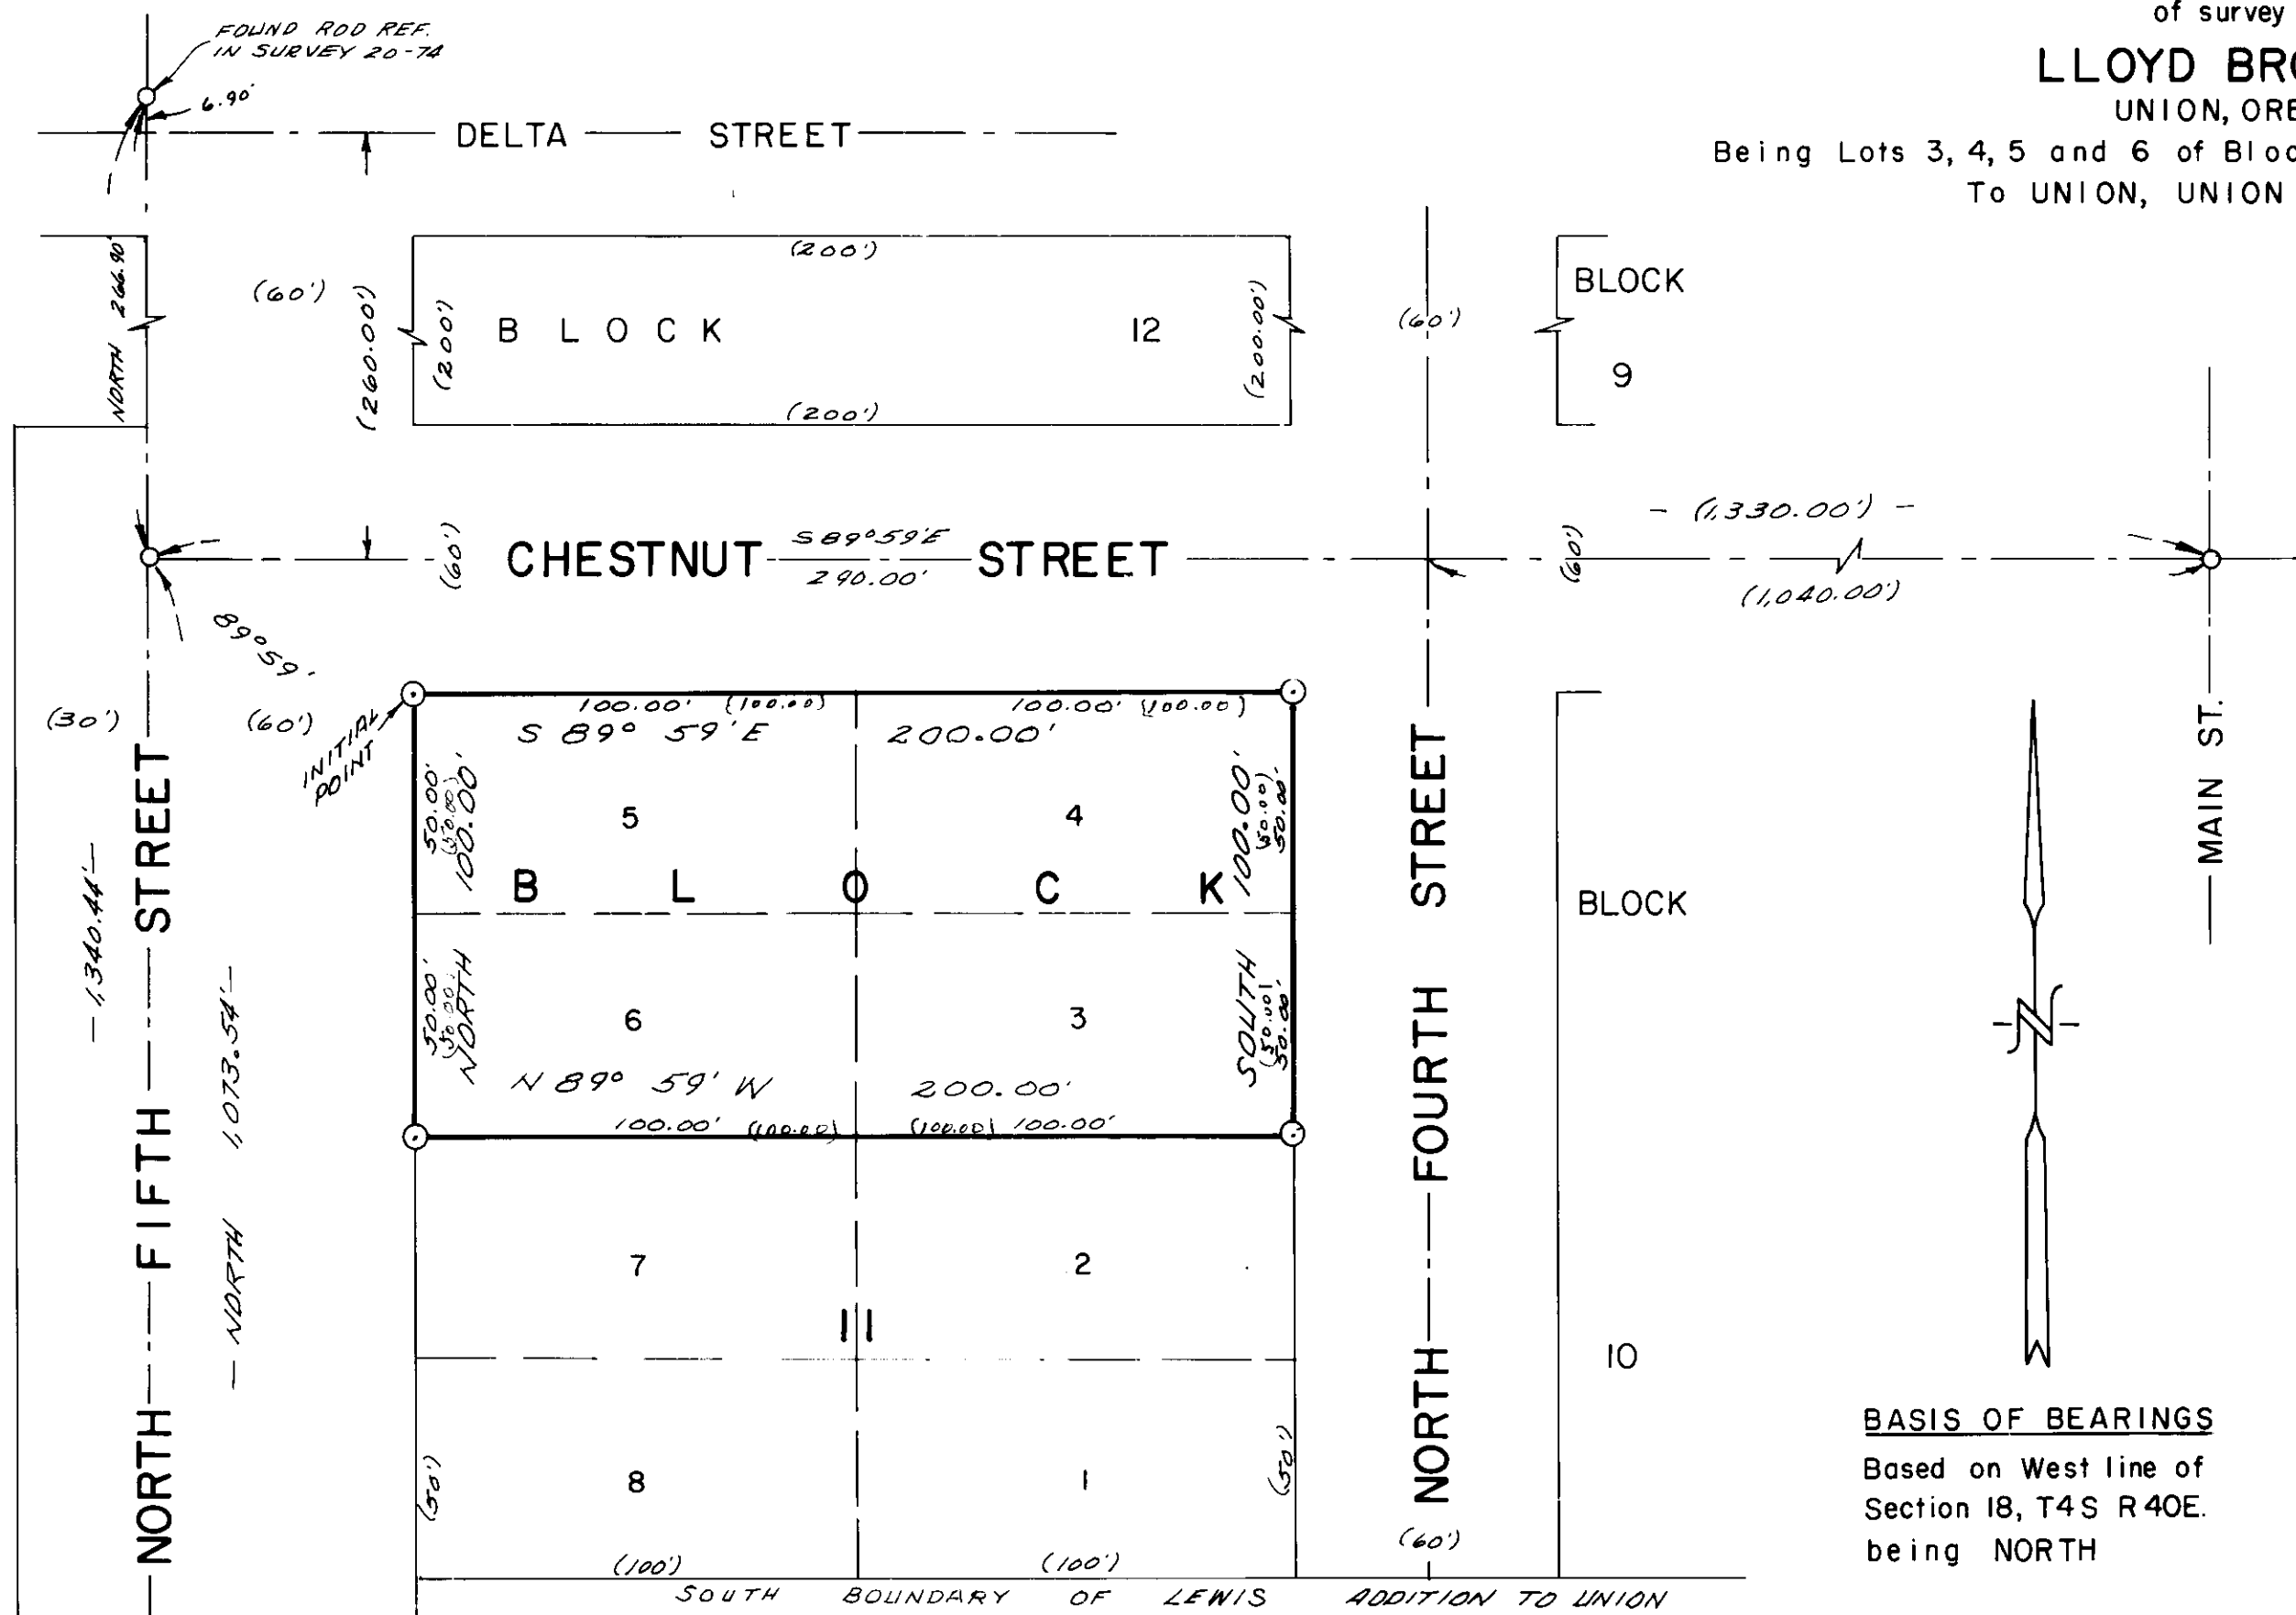 of survey
LLOYD BRO
UNION, ORE
Being Lots 3, 4, 5 and 6 of Bloc
To UNION, UNION
FOUND ROD REF.
IN SURVEY 20-74
6.90'
DELTA STREET
NORTH 266.90'
(60')
(260.00')
(200')
(200')
BLOCK 12
(200.00')
(200')
(60')
BLOCK
9
(60')
CHESTNUT STREET
S 89° 59' E
290.00'
(60')
- (1,330.00') -
(1,040.00')
89° 59'
(30')
(60')
INITIAL
POINT
100.00' (100.00)
100.00' (100.00)
S 89° 59' E 200.00'
50.00'
(50.00)
100.00'
5
4
100.00'
(50.00)
50.00'
BLOCK
50.00'
(50.00)
NORTH
6
3
SOUTH
(50.00)
50.00'
N 89° 59' W 200.00'
100.00' (100.00)
(100.00) 100.00'
7
2
11
8
1
(50')
(50')
(100')
(100')
SOUTH BOUNDARY OF LEWIS ADDITION TO UNION
NORTH FIFTH STREET
- 1,340.44' -
- NORTH 1,073.54' -
NORTH FOURTH STREET
(60')
BLOCK
10
MAIN ST.
N
BASIS OF BEARINGS
Based on West line of
Section 18, T4S R40E.
being NORTH